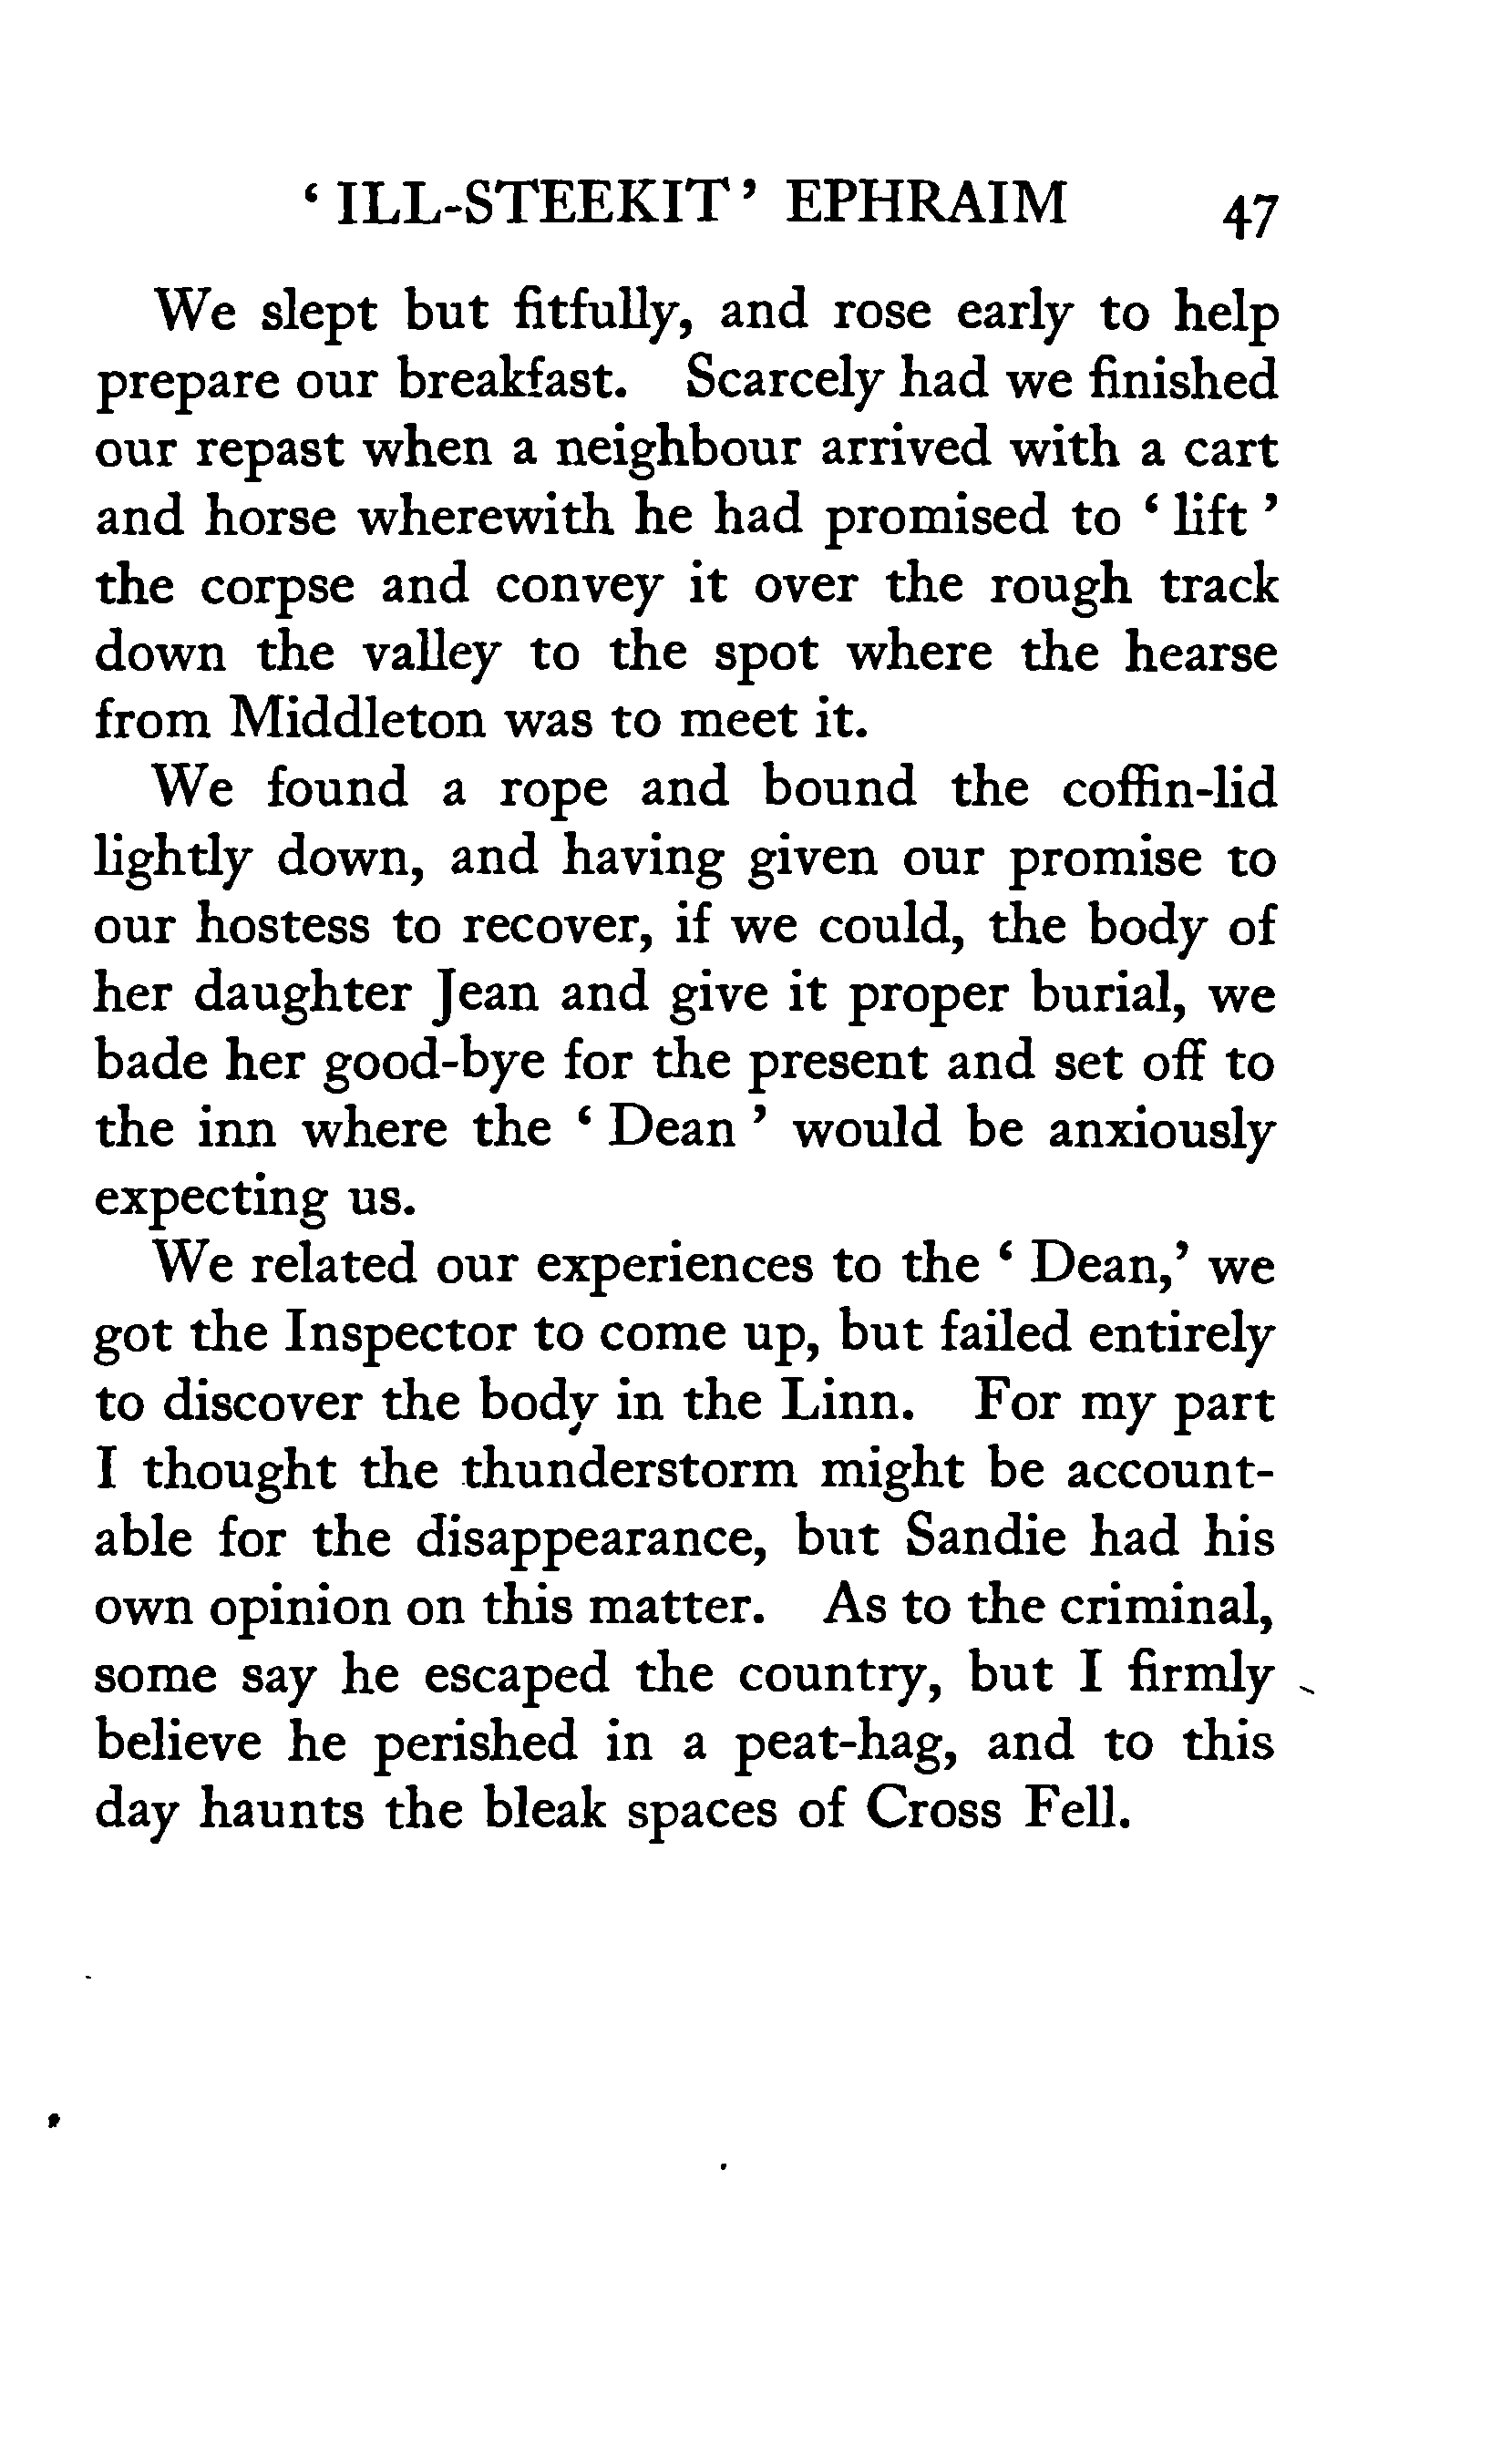 ‘ ILL-STEEKIT ’ EPHRAIM 47
We slept but fitfully, and rose early to help
prepare our breakfast. Scarcely had we finished
our repast when a neighbour arrived with a cart
and horse wherewith he had promised to ‘ lift ’
the corpse and convey it over the rough track
down the valley to the spot where the hearse
from Middleton was to meet it.
We found a rope and bound the coffin-lid
lightly down, and having given our promise to
our hostess to recover, if we could, the body of
her daughter Jean and give it proper burial, we
bade her good-bye for the present and set off to
the inn where the ‘ Dean ’ would be anxiously
expecting us.
We related our experiences to the ‘ Dean,’ we
got the Inspector to come up, but failed entirely
to discover the body in the Linn. For my part
I thought the thunderstorm might be account-
able for the disappearance, but Sandie had his
own opinion on this matter. As to the criminal,
some say he escaped the country, but I firmly
believe he perished in a peat-hag, and to this
day haunts the bleak spaces of Cross Fell.